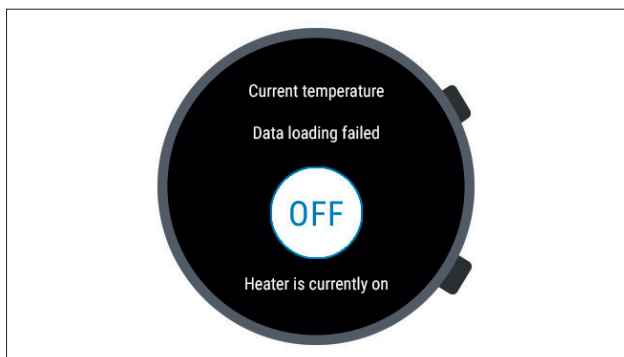 Current temperature
Data loading failed
OFF
Heater is currently on